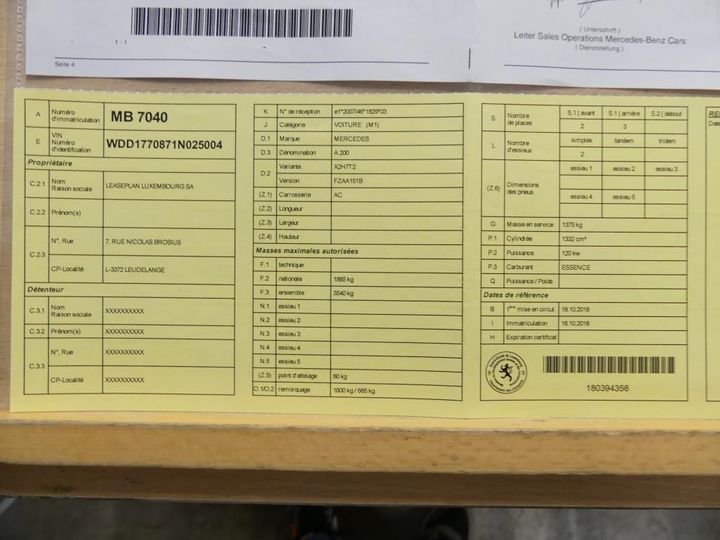 1 - 1
Seite 4
( Unterschrift )
Leiter Sales Operations Mercedes-Benz Cars
( Dienststellung )
A Numéro d'immatriculation MB 7040
E VIN Numéro d'identification WDD1770871N025004
Propriétaire
C.2.1 Nom Raison sociale LEASEPLAN LUXEMBOURG SA
C.2.2 Prénom(s)
C.2.3 N°, Rue 7, RUE NICOLAS BROSIUS
CP-Localité L-3372 LEUDELANGE
Détenteur
C.3.1 Nom Raison sociale XXXXXXXXXX
C.3.2 Prénom(s) XXXXXXXXXX
C.3.3 N°, Rue XXXXXXXXXX
CP-Localité XXXXXXXXXX
K N° de réception e1*2007/46*1829*03
J Catégorie VOITURE (M1)
D.1 Marque MERCEDES
D.3 Dénomination A 200
D.2 Variante X2H7T2
Version FZAA151B
(Z.1) Carrosserie AC
(Z.2) Longueur
(Z.3) Largeur
(Z.4) Hauteur
Masses maximales autorisées
F.1 technique
F.2 nationale 1885 kg
F.3 ensemble 3540 kg
N.1 essieu 1
N.2 essieu 2
N.3 essieu 3
N.4 essieu 4
N.5 essieu 5
(Z.5) point d'attelage 80 kg
O.1/O.2 remorquage 1600 kg / 685 kg
S Nombre de places S.1 | avant S.1 | arrière S.2 | debout
2 3
L Nombre d'essieux simples tandem tridem
2
(Z.6) Dimensions des pneus essieu 1 essieu 2 essieu 3
essieu 4 essieu 5
G Masse en service 1375 kg
P.1 Cylindrée 1332 cm³
P.2 Puissance 120 kw
P.3 Carburant ESSENCE
Q Puissance / Poids
Dates de référence
B 1ère mise en circul. 18.10.2018
I Immatriculation 18.10.2018
H Expiration certificat
180394356